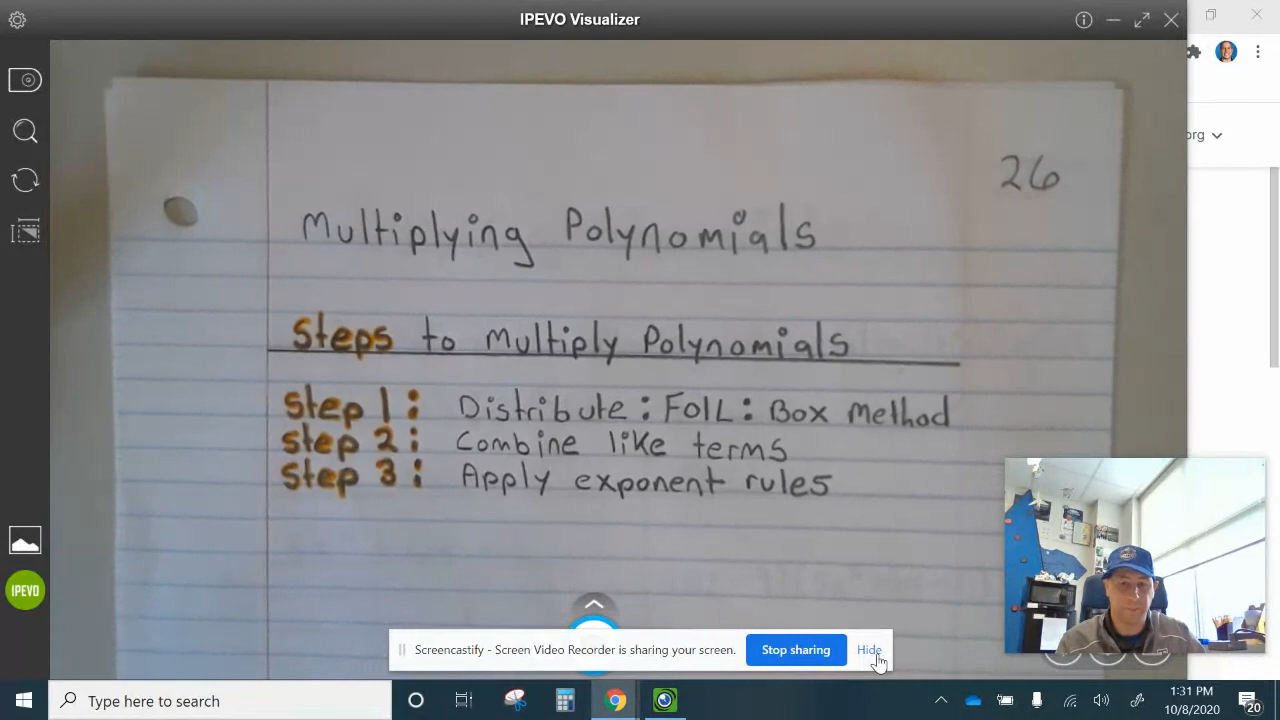 IPEVO Visualizer
org
26
Multiplying Polynomials
Steps to Multiply Polynomials
Step 1: Distribute: FOIL: Box Method
Step 2: Combine like terms
Step 3: Apply exponent rules
IPEVO
Screencastify - Screen Video Recorder is sharing your screen.
Stop sharing
Hide
Type here to search
1:31 PM
10/8/2020
20